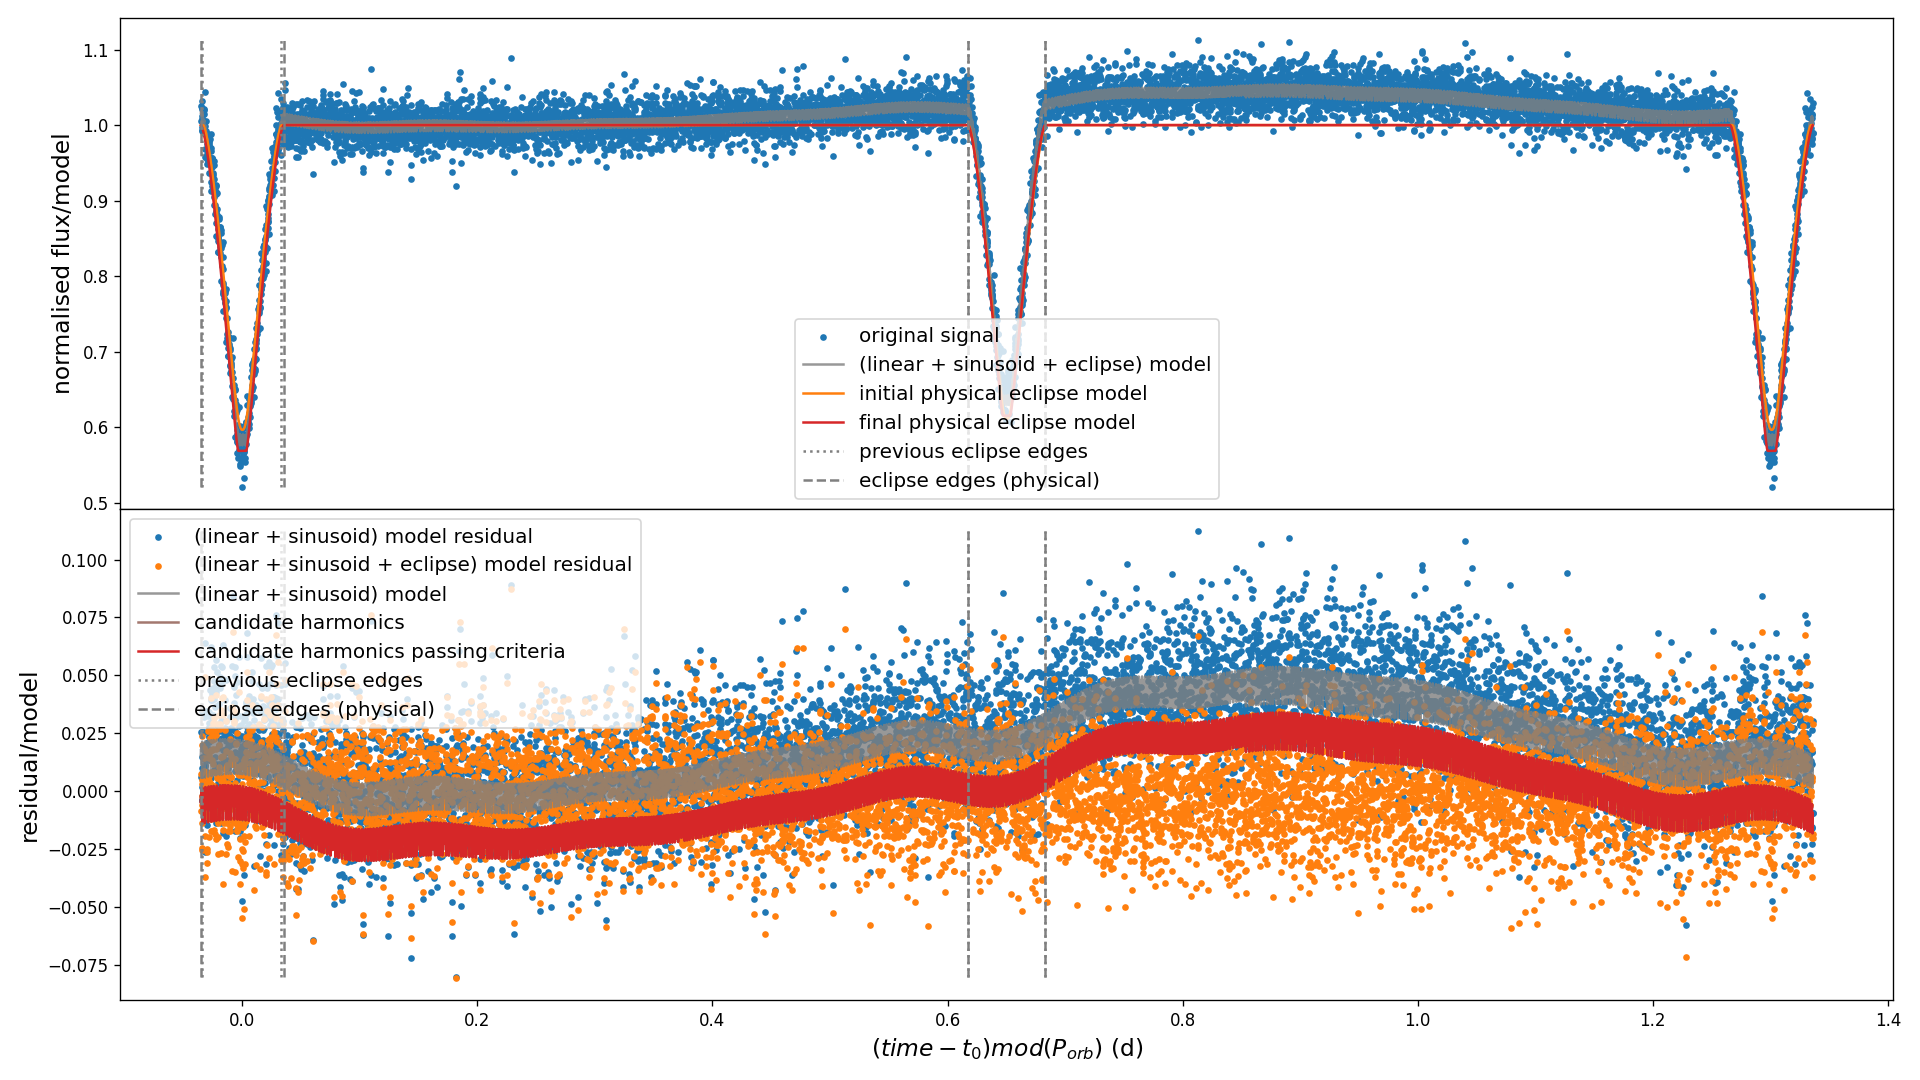 normalised flux/model
1.1
1.0
0.9
0.8
0.7
0.6
0.5
original signal
(linear + sinusoid + eclipse) model
initial physical eclipse model
final physical eclipse model
previous eclipse edges
eclipse edges (physical)
residual/model
0.100
0.075
0.050
0.025
0.000
−0.025
−0.050
−0.075
(linear + sinusoid) model residual
(linear + sinusoid + eclipse) model residual
(linear + sinusoid) model
candidate harmonics
candidate harmonics passing criteria
previous eclipse edges
eclipse edges (physical)
0.0 0.2 0.4 0.6 0.8 1.0 1.2 1.4
(time − t₀)mod(P_orb) (d)